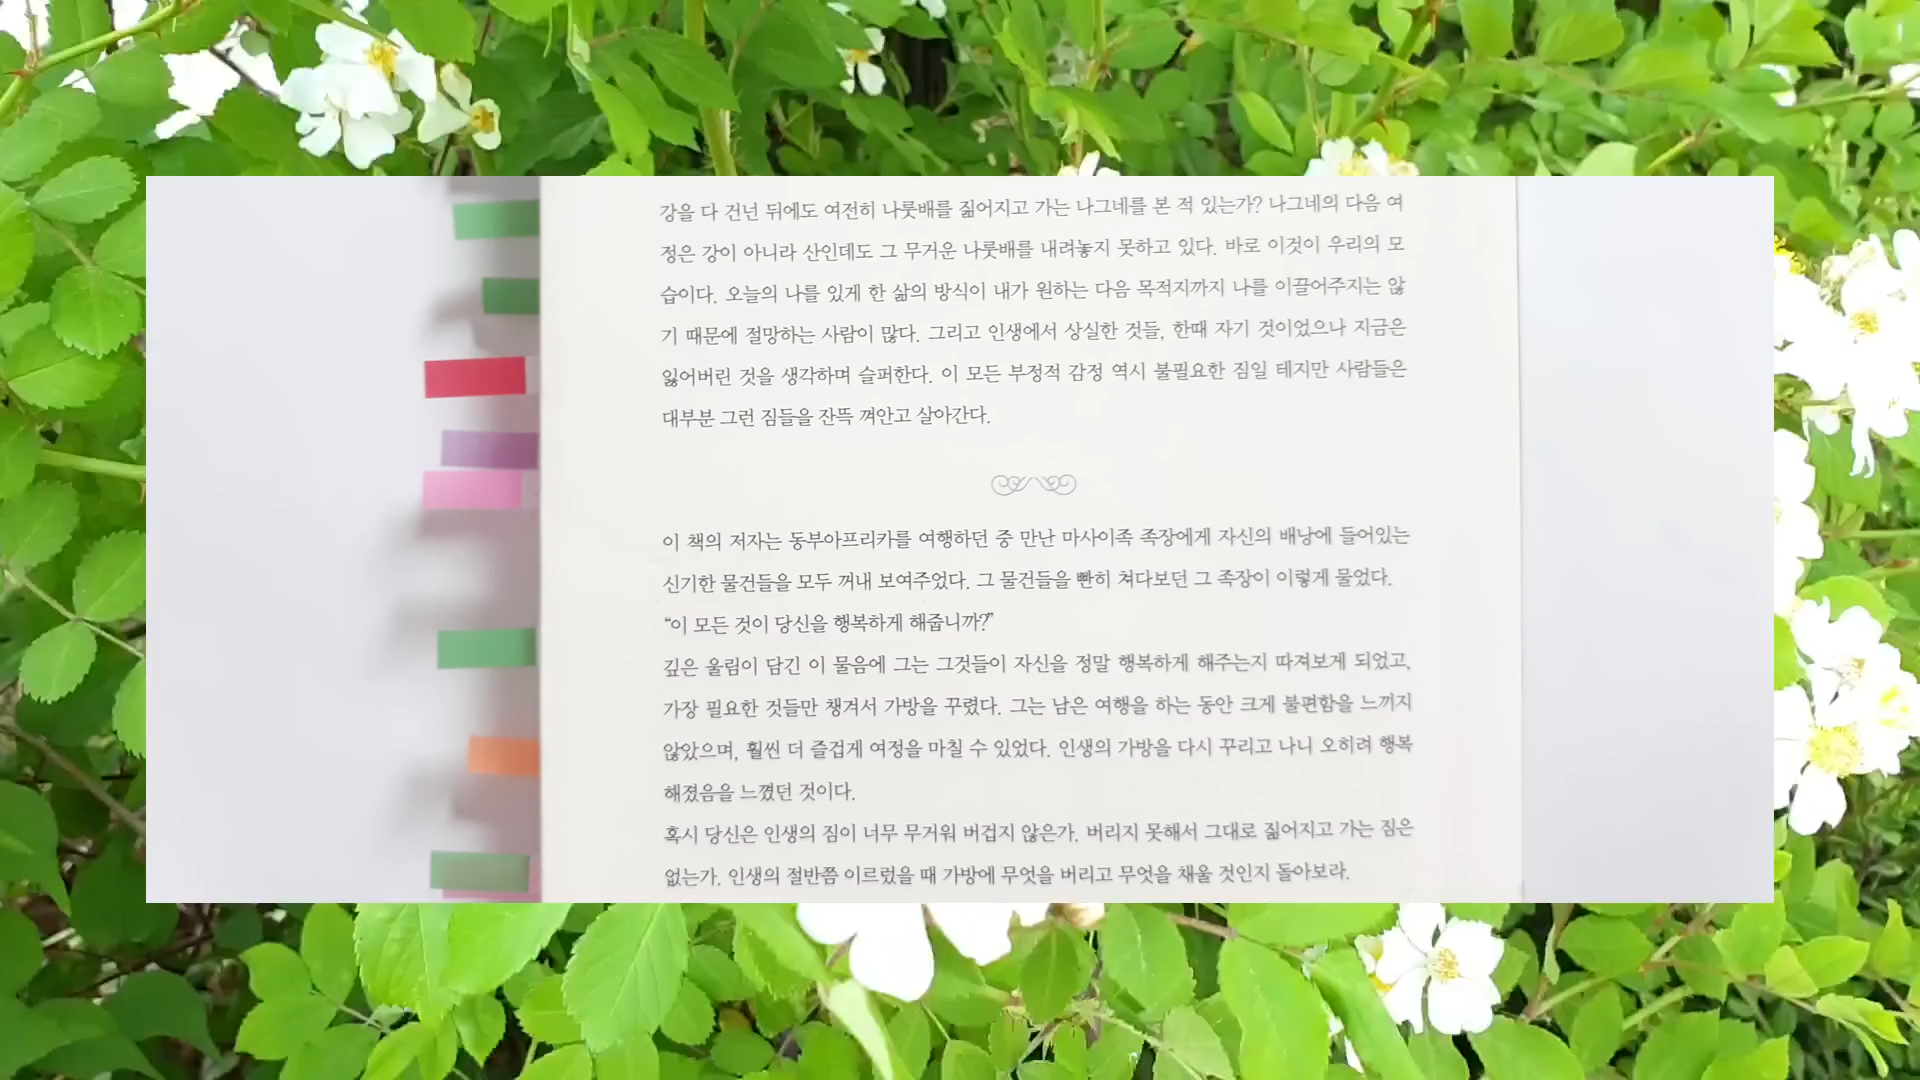 강을 다 건넌 뒤에도 여전히 나룻배를 짊어지고 가는 나그네를 본 적 있는가? 나그네의 다음 여
정은 강이 아니라 산인데도 그 무거운 나룻배를 내려놓지 못하고 있다. 바로 이것이 우리의 모
습이다. 오늘의 나를 있게 한 삶의 방식이 내가 원하는 다음 목적지까지 나를 이끌어주지는 않
기 때문에 절망하는 사람이 많다. 그리고 인생에서 상실한 것들, 한때 자기 것이었으나 지금은
잃어버린 것을 생각하며 슬퍼한다. 이 모든 부정적 감정 역시 불필요한 짐일 테지만 사람들은
대부분 그런 짐들을 잔뜩 껴안고 살아간다.
이 책의 저자는 동부아프리카를 여행하던 중 만난 마사이족 족장에게 자신의 배낭에 들어있는
신기한 물건들을 모두 꺼내 보여주었다. 그 물건들을 빤히 쳐다보던 그 족장이 이렇게 물었다.
“이 모든 것이 당신을 행복하게 해줍니까?”
깊은 울림이 담긴 이 물음에 그는 그것들이 자신을 정말 행복하게 해주는지 따져보게 되었고,
가장 필요한 것들만 챙겨서 가방을 꾸렸다. 그는 남은 여행을 하는 동안 크게 불편함을 느끼지
않았으며, 훨씬 더 즐겁게 여정을 마칠 수 있었다. 인생의 가방을 다시 꾸리고 나니 오히려 행복
해졌음을 느꼈던 것이다.
혹시 당신은 인생의 짐이 너무 무거워 버겁지 않은가. 버리지 못해서 그대로 짊어지고 가는 짐은
없는가. 인생의 절반쯤 이르렀을 때 가방에 무엇을 버리고 무엇을 채울 것인지 돌아보라.